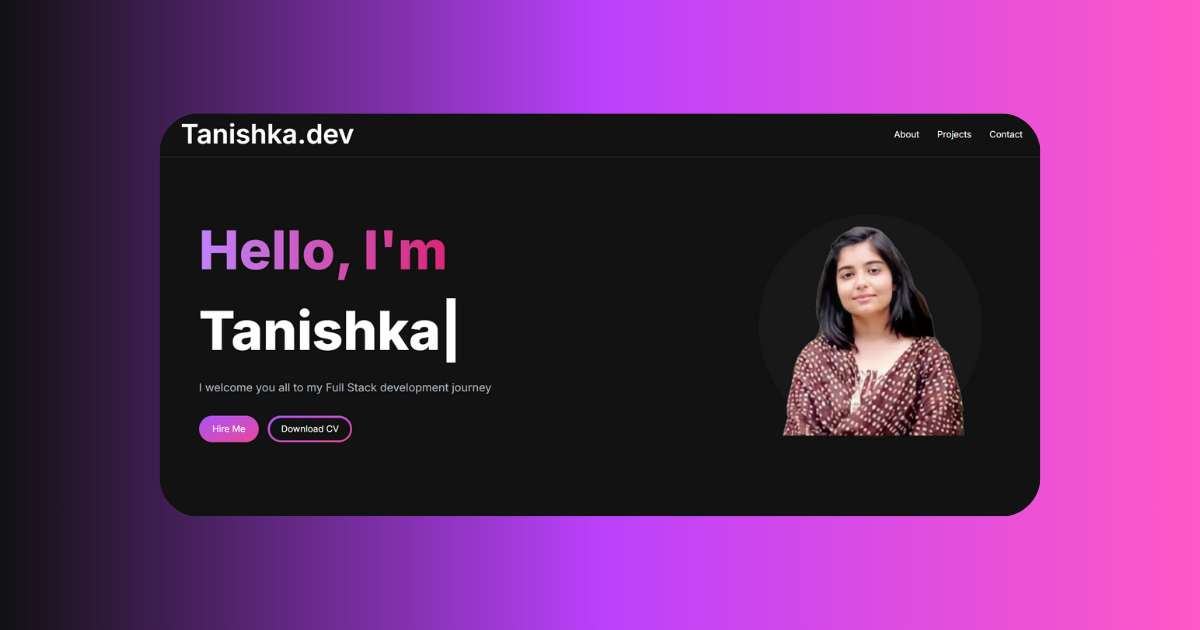 Tanishka.dev
About Projects Contact
Hello, I'm
Tanishka|
I welcome you all to my Full Stack development journey
Hire Me Download CV